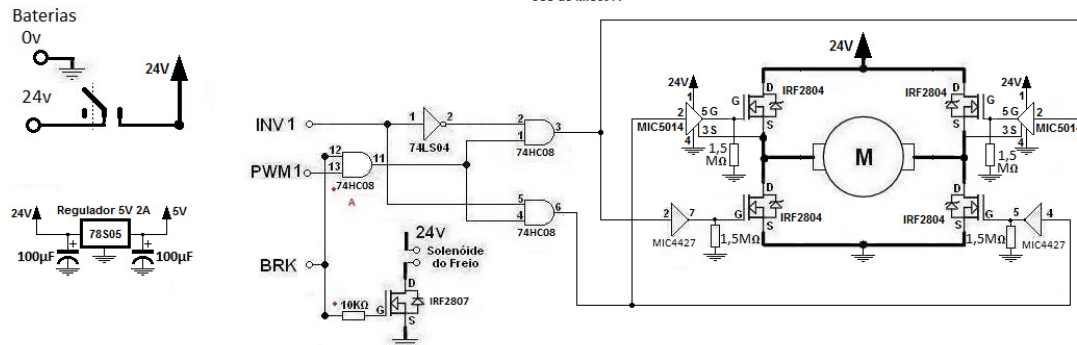 Baterias
0v
24V
24v
24V
Regulador 5V 2A
5V
78S05
100µF
100µF
INV1
1
2
74LS04
2
1
3
74HC08
PWM1
12
13
11
74HC08
A
5
4
6
74HC08
BRK
10KΩ
24V
Solenóide
do Freio
D
G
S
IRF2807
24V
24V
1
2
5 G
3 S
4
MIC5014
D
G
S
IRF2804
1,5
MΩ
M
D
G
S
IRF2804
24V
1
G 5
S 3
2
4
MIC5014
1,5
MΩ
2
7
MIC4427
1,5MΩ
D
G
S
IRF2804
D
G
S
IRF2804
5
4
MIC4427
1,5MΩ